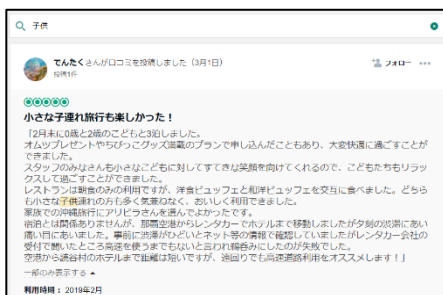 子供
てんたくさんが口コミを投稿しました（3月1日）
投稿1件
フォロー
小さな子連れ旅行も楽しかった！
「2月末に0歳と2歳のこどもと3泊しました。
オムツプレゼントやちびっこグッズ満載のプランで申し込んだこともあり、大変快適に過ごすことが
できました。
スタッフのみなさんも小さなこどもに対してすてきな笑顔を向けてくれるので、こどもたちもリラッ
クスして過ごすことができました。
レストランは朝食のみの利用ですが、洋食ビュッフェと和洋ビュッフェを交互に食べました。どちら
も小さな子供連れの方も多く気兼ねなく、おいしく利用できました。
家族での沖縄旅行にアリビラさんを選んでよかったです。
宿泊とは関係ありませんが、那覇空港からレンタカーでホテルまで移動しましたが夕刻の渋滞にあい
痛い目にあいました。事前に渋滞がひどいとネット等の情報で確認していましたがレンタカー会社の
受付で聞いたところ高速を使うまでもないと言われ鵜呑みにしたのが失敗でした。
空港から読谷村のホテルまで距離は短いですが、遠回りでも高速道路利用をオススメします！」
一部のみ表示する
利用時期： 2019年2月